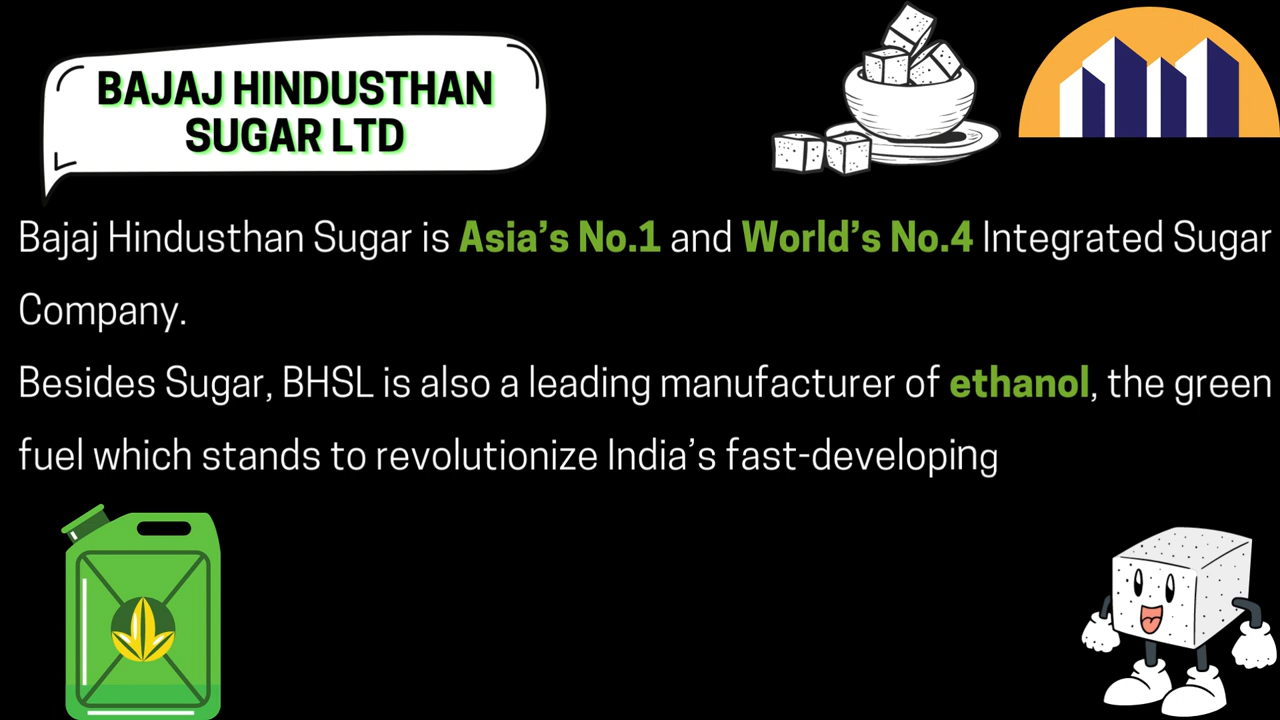 BAJAJ HINDUSTHAN
SUGAR LTD
Bajaj Hindusthan Sugar is Asia’s No.1 and World’s No.4 Integrated Sugar
Company.
Besides Sugar, BHSL is also a leading manufacturer of ethanol, the green
fuel which stands to revolutionize India’s fast-developing